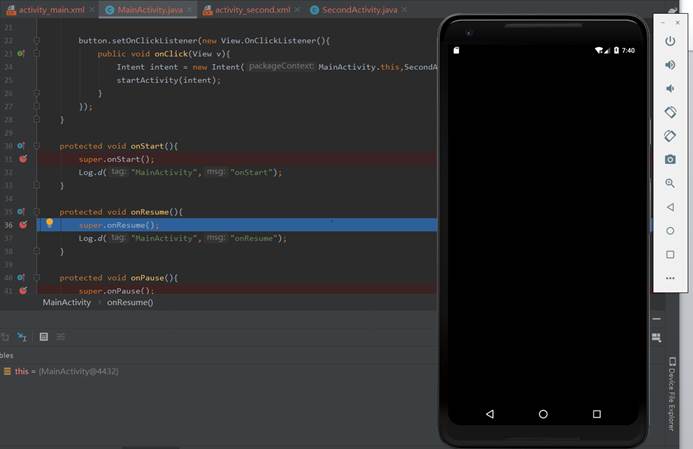 activity_main.xml MainActivity.java activity_second.xml SecondActivity.java
21
22 button.setOnClickListener(new View.OnClickListener(){
23 public void onClick(View v){
24 Intent intent = new Intent( packageContext: MainActivity.this,SecondA
25 startActivity(intent);
26 }
27 });
28 }
29
30 protected void onStart(){
31 super.onStart();
32 Log.d( tag: "MainActivity", msg: "onStart");
33 }
34
35 protected void onResume(){
36 super.onResume();
37 Log.d( tag: "MainActivity", msg: "onResume");
38 }
39
40 protected void onPause(){
41 super.onPause();
MainActivity › onResume()
bles
this = {MainActivity@4432}
7:40
Device File Explorer